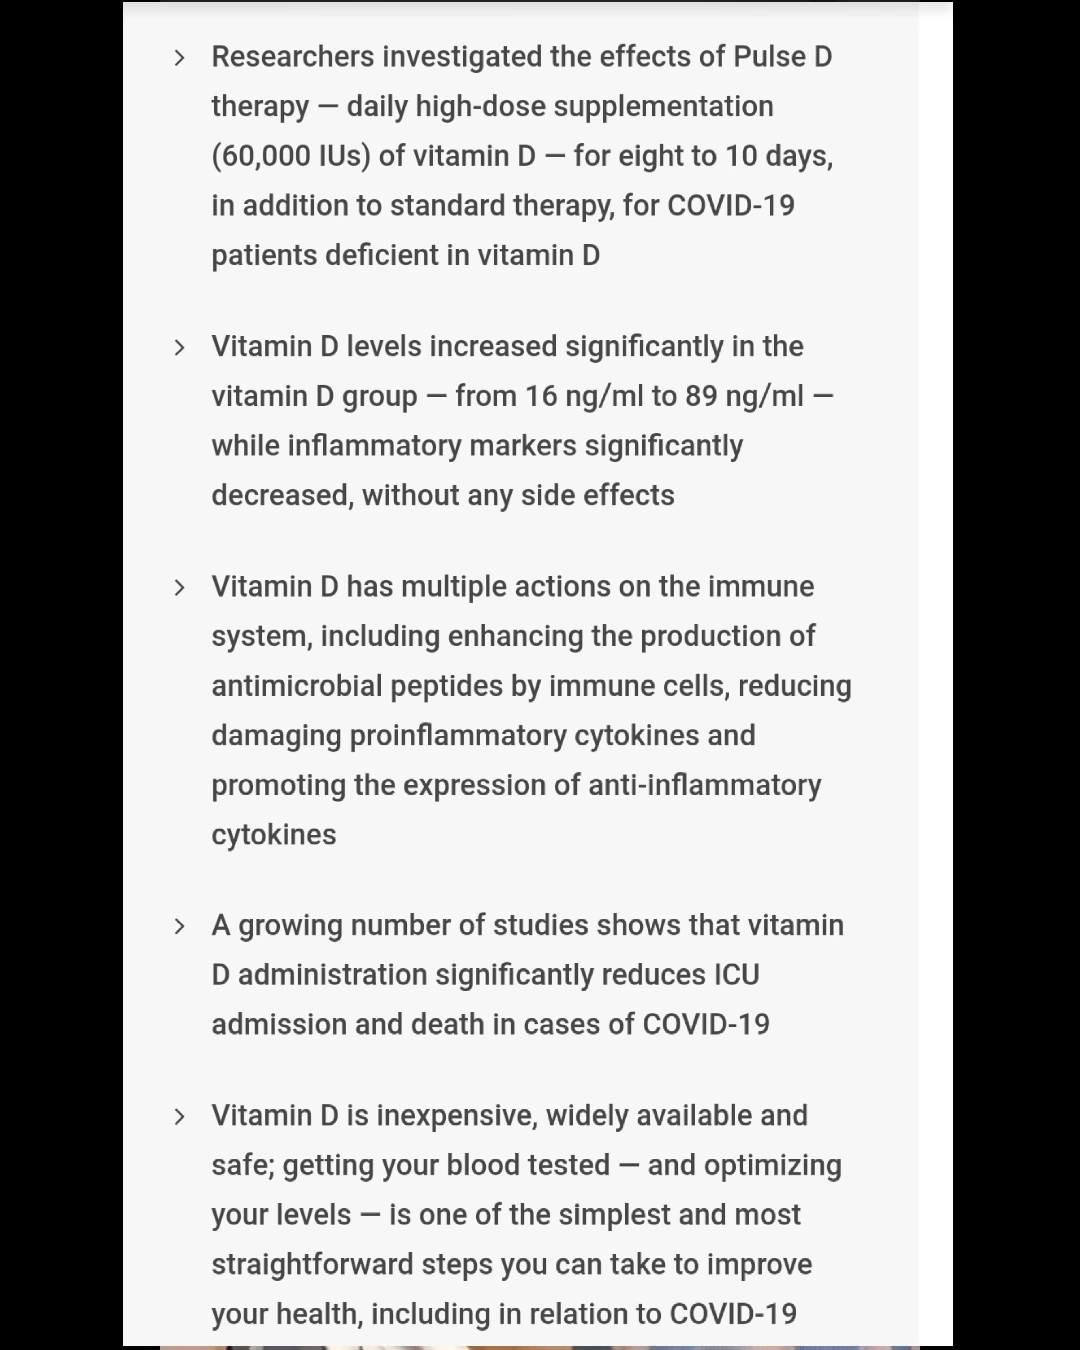 > Researchers investigated the effects of Pulse D
therapy — daily high-dose supplementation
(60,000 IUs) of vitamin D — for eight to 10 days,
in addition to standard therapy, for COVID-19
patients deficient in vitamin D
> Vitamin D levels increased significantly in the
vitamin D group — from 16 ng/ml to 89 ng/ml —
while inflammatory markers significantly
decreased, without any side effects
> Vitamin D has multiple actions on the immune
system, including enhancing the production of
antimicrobial peptides by immune cells, reducing
damaging proinflammatory cytokines and
promoting the expression of anti-inflammatory
cytokines
> A growing number of studies shows that vitamin
D administration significantly reduces ICU
admission and death in cases of COVID-19
> Vitamin D is inexpensive, widely available and
safe; getting your blood tested — and optimizing
your levels — is one of the simplest and most
straightforward steps you can take to improve
your health, including in relation to COVID-19